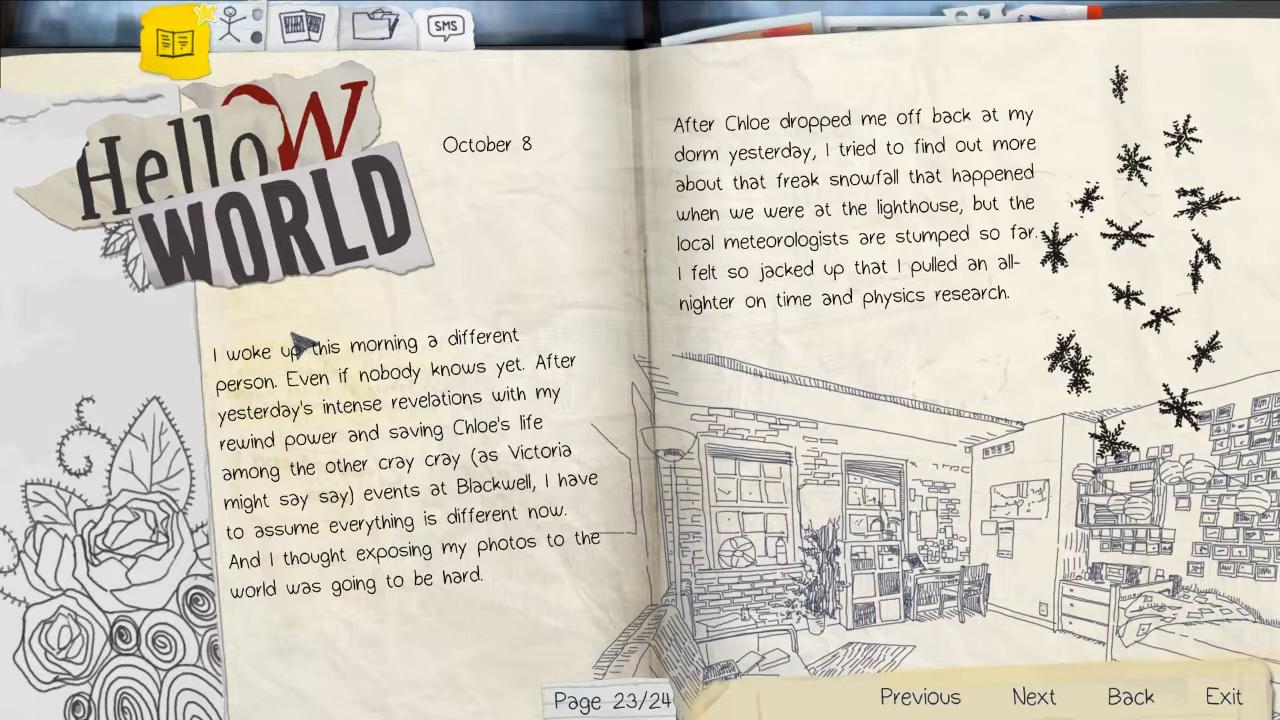 SMS
HelloW
WORLD
October 8
I woke up this morning a different
person. Even if nobody knows yet. After
yesterday's intense revelations with my
rewind power and saving Chloe's life
among the other cray cray (as Victoria
might say say) events at Blackwell, I have
to assume everything is different now.
And I thought exposing my photos to the
world was going to be hard.
After Chloe dropped me off back at my
dorm yesterday, I tried to find out more
about that freak snowfall that happened
when we were at the lighthouse, but the
local meteorologists are stumped so far.
I felt so jacked up that I pulled an all-
nighter on time and physics research.
Page 23/24
Previous Next Back Exit